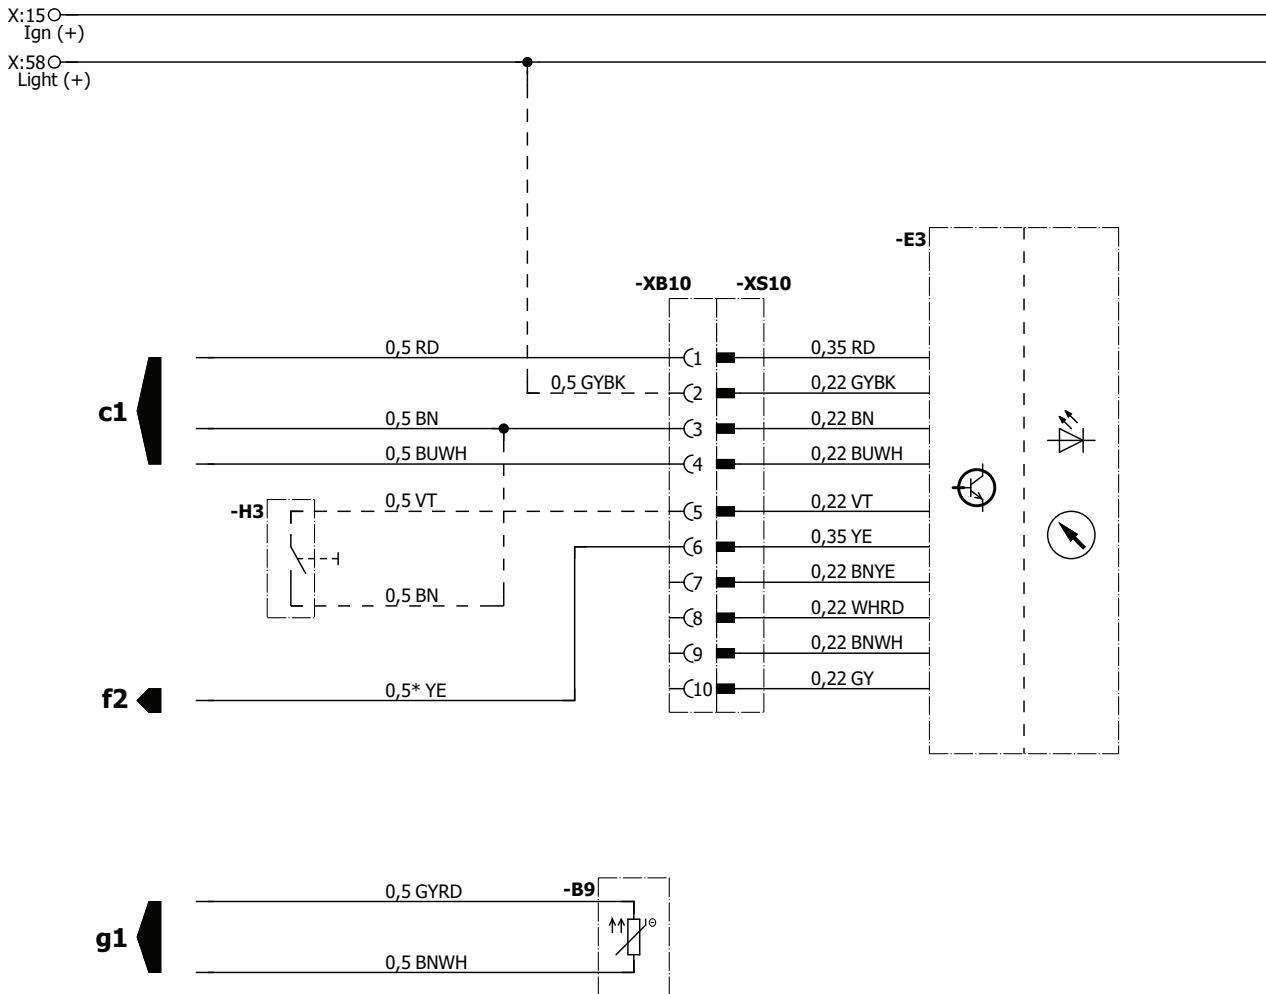 X:15
Ign (+)
X:58
Light (+)
-E3
-XB10 -XS10
0,5 RD 1 0,35 RD
0,5 GYBK 2 0,22 GYBK
c1
0,5 BN 3 0,22 BN
0,5 BUWH 4 0,22 BUWH
-H3 0,5 VT 5 0,22 VT
6 0,35 YE
7 0,22 BNYE
0,5 BN 8 0,22 WHRD
9 0,22 BNWH
f2 0,5* YE 10 0,22 GY
0,5 GYRD -B9
g1
0,5 BNWH